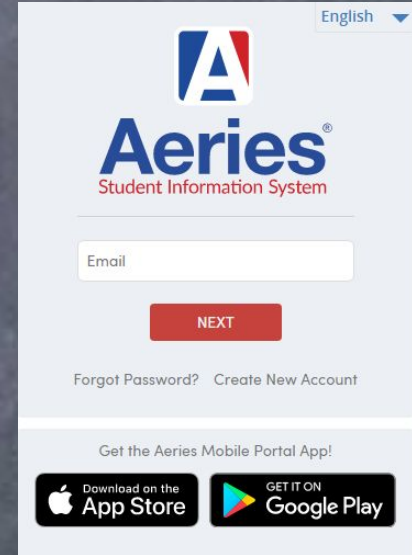 English
A
Aeries®
Student Information System
Email
NEXT
Forgot Password? Create New Account
Get the Aeries Mobile Portal App!
Download on the
App Store
GET IT ON
Google Play